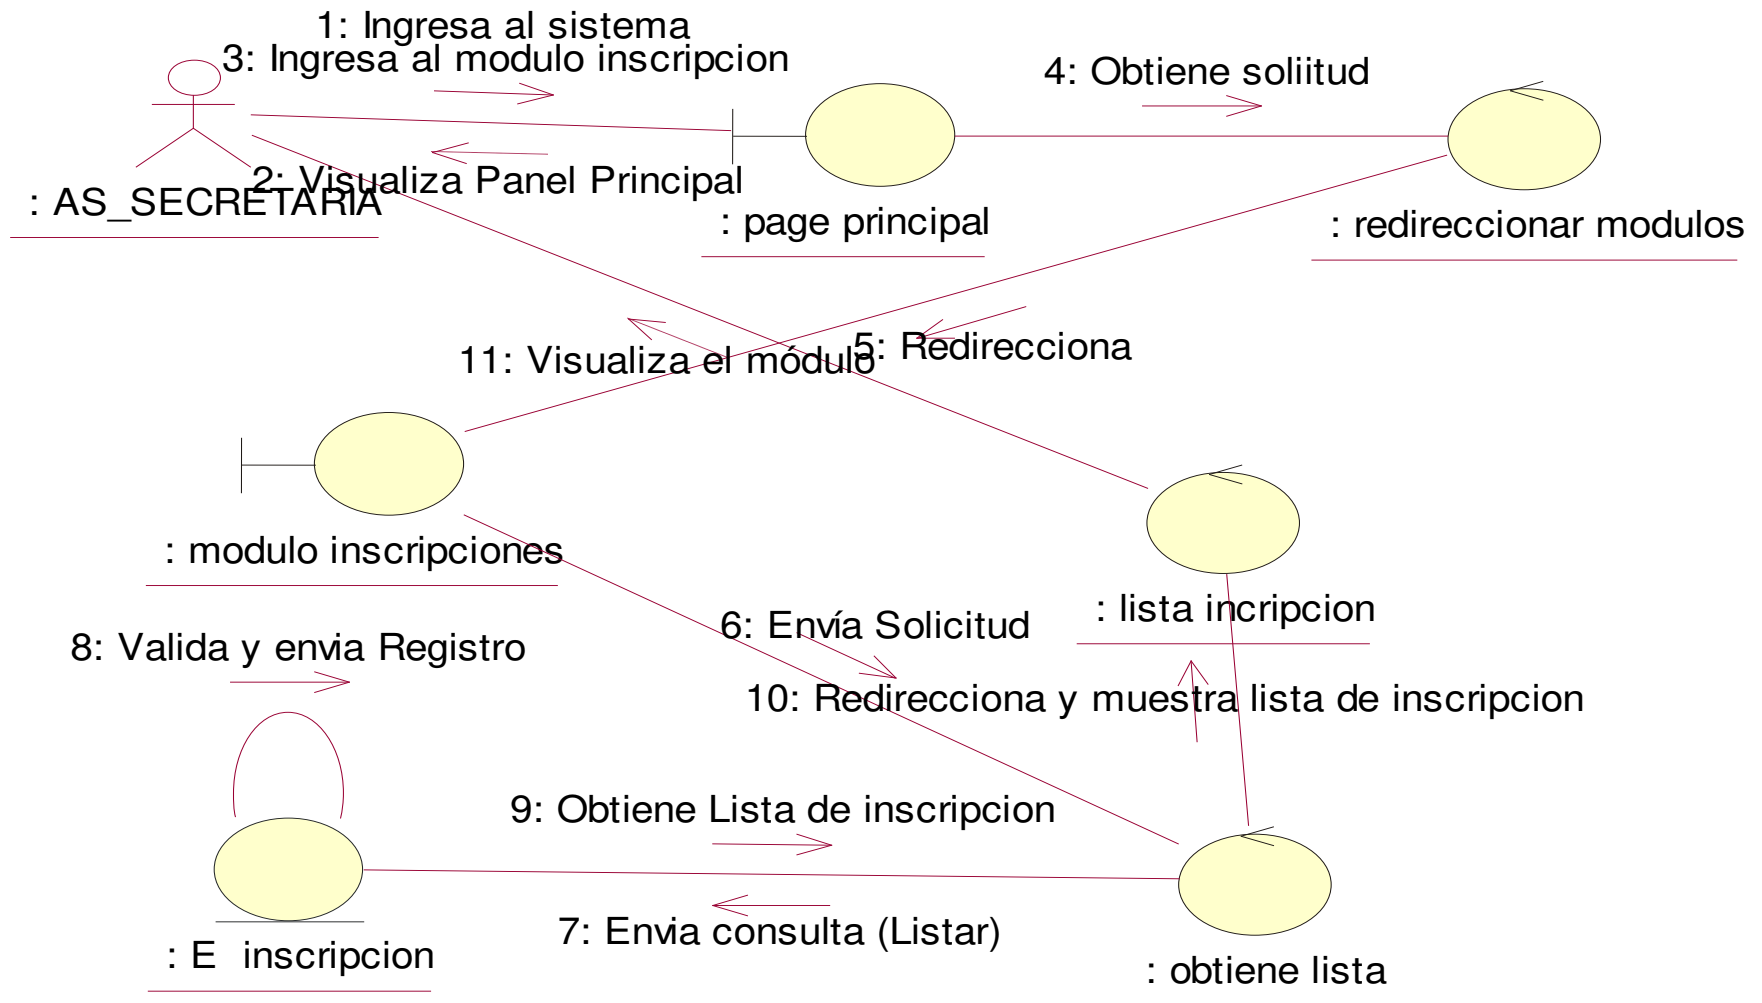 1: Ingresa al sistema
3: Ingresa al modulo inscripcion
4: Obtiene soliitud
2: Visualiza Panel Principal
: AS_SECRETARIA
: page principal
: redireccionar modulos
11: Visualiza el módulo
5: Redirecciona
: modulo inscripciones
: lista incripcion
6: Envía Solicitud
8: Valida y envia Registro
10: Redirecciona y muestra lista de inscripcion
9: Obtiene Lista de inscripcion
7: Envia consulta (Listar)
: E inscripcion
: obtiene lista